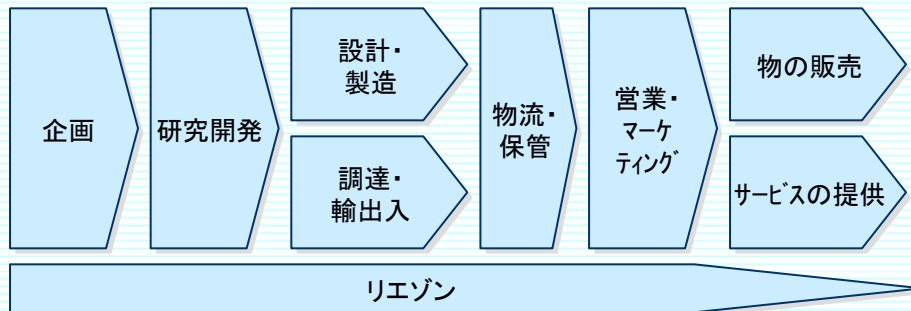 企画
研究開発
設計・
製造
調達・
輸出入
物流・
保管
営業・
マーケ
ティング
物の販売
サービスの提供
リエゾン